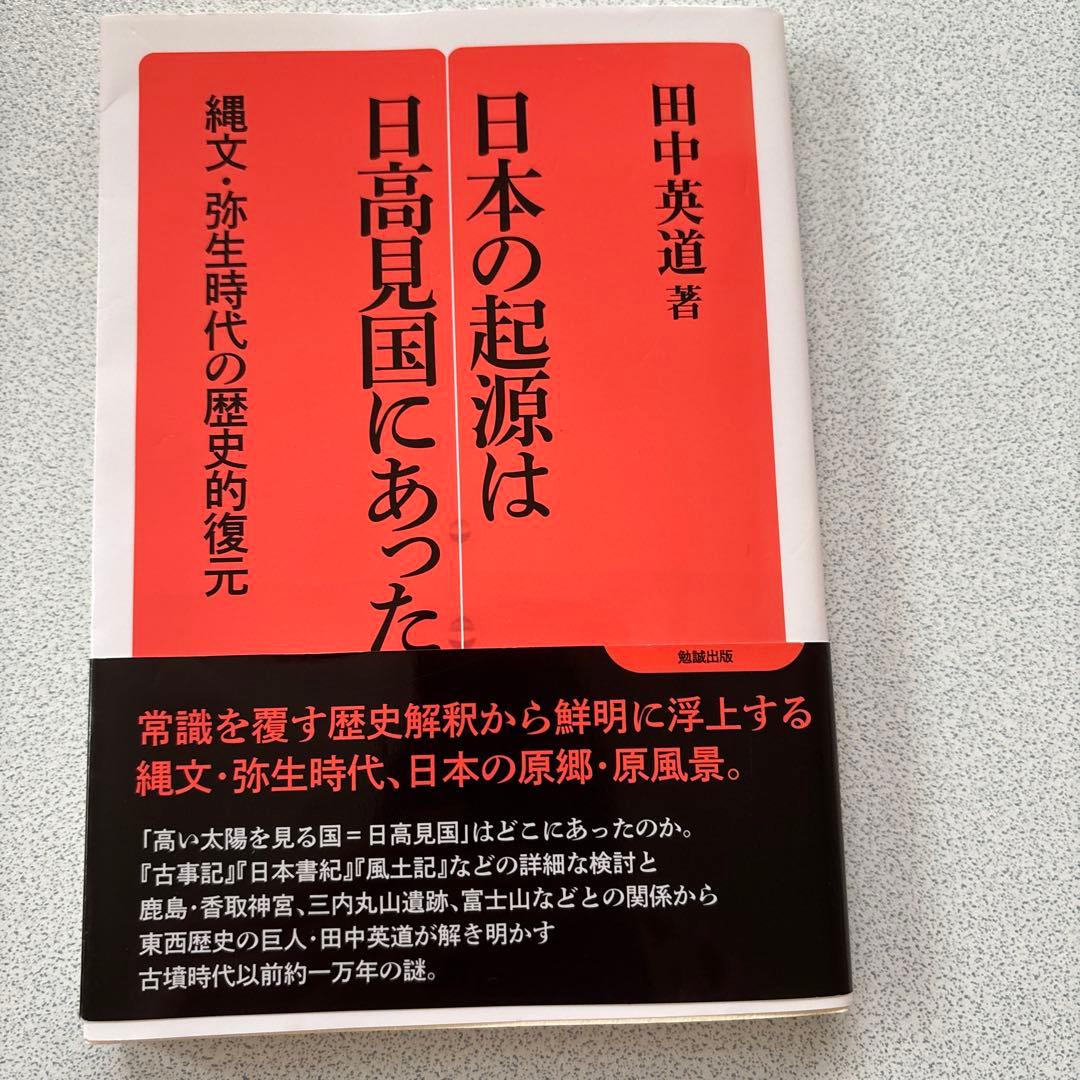 田中英道 著
日本の起源は
日高見国にあった
縄文・弥生時代の歴史的復元
勉誠出版
常識を覆す歴史解釈から鮮明に浮上する
縄文・弥生時代、日本の原郷・原風景。
「高い太陽を見る国=日高見国」はどこにあったのか。
『古事記』『日本書紀』『風土記』などの詳細な検討と
鹿島・香取神宮、三内丸山遺跡、富士山などとの関係から
東西歴史の巨人・田中英道が解き明かす
古墳時代以前約一万年の謎。